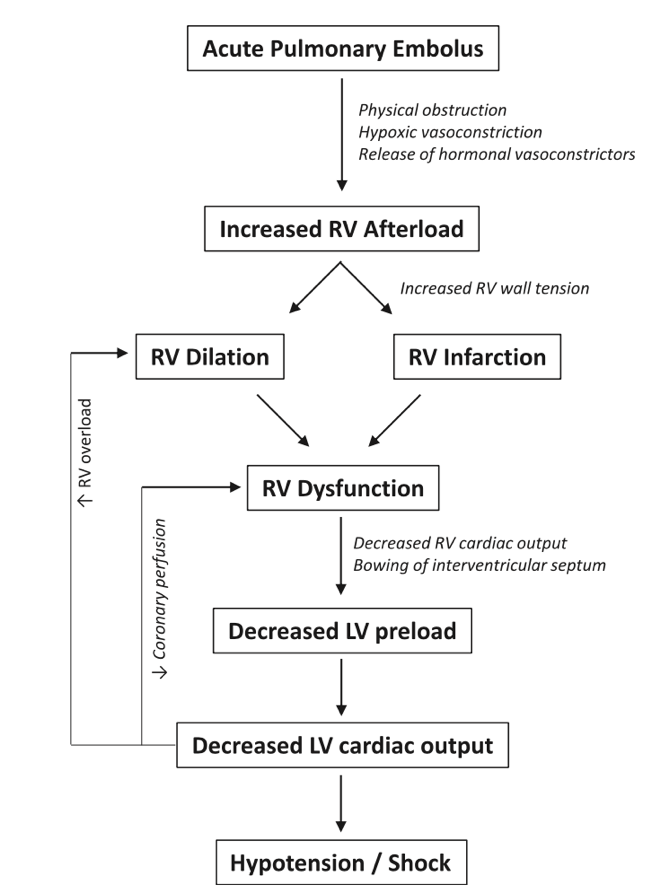 Acute Pulmonary Embolus
Physical obstruction
Hypoxic vasoconstriction
Release of hormonal vasoconstrictors
Increased RV Afterload
Increased RV wall tension
RV Dilation
RV Infarction
↑ RV overload
RV Dysfunction
↓ Coronary perfusion
Decreased RV cardiac output
Bowing of interventricular septum
Decreased LV preload
Decreased LV cardiac output
Hypotension / Shock